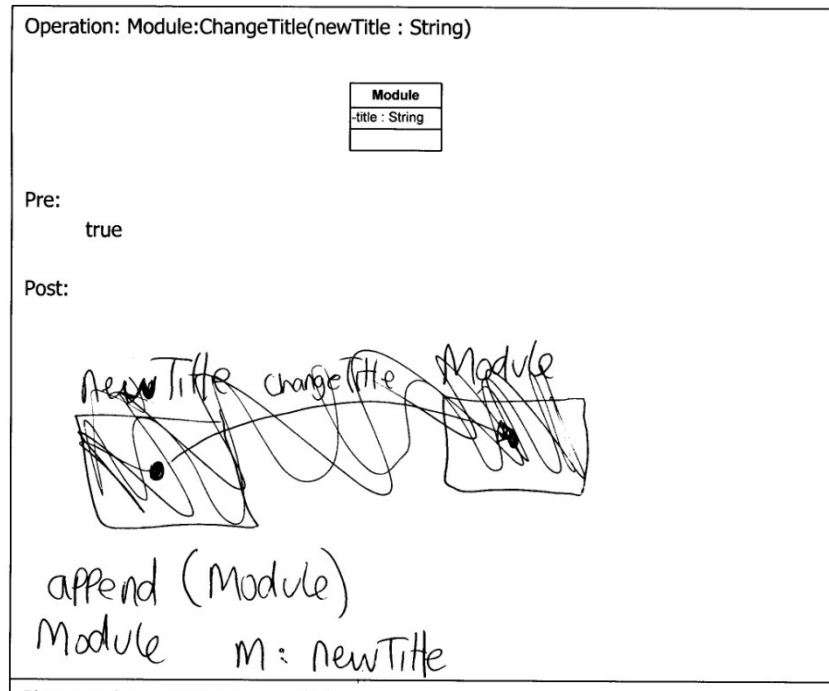 Operation: Module:ChangeTitle(newTitle : String)
Module
-title : String
Pre:
true
Post:
newTitle changeTitle Module
append (Module)
Module M: newTitle